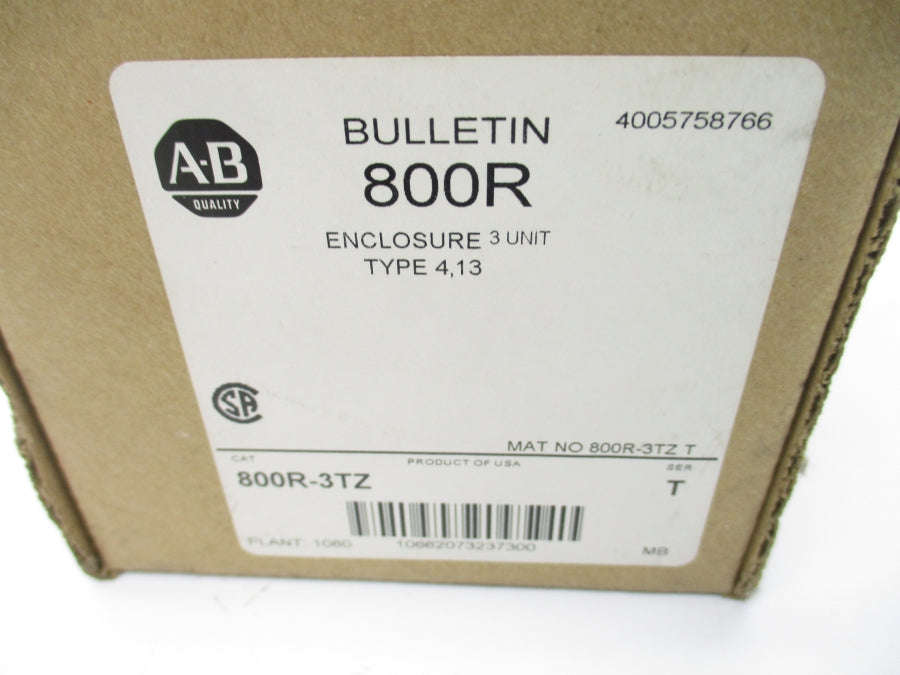 A-B
QUALITY
BULLETIN
800R
4005758766
ENCLOSURE 3 UNIT
TYPE 4,13
SA
MAT NO 800R-3TZ T
CAT
PRODUCT OF USA
SER
800R-3TZ
T
PLANT: 1060
10662073237300
MB